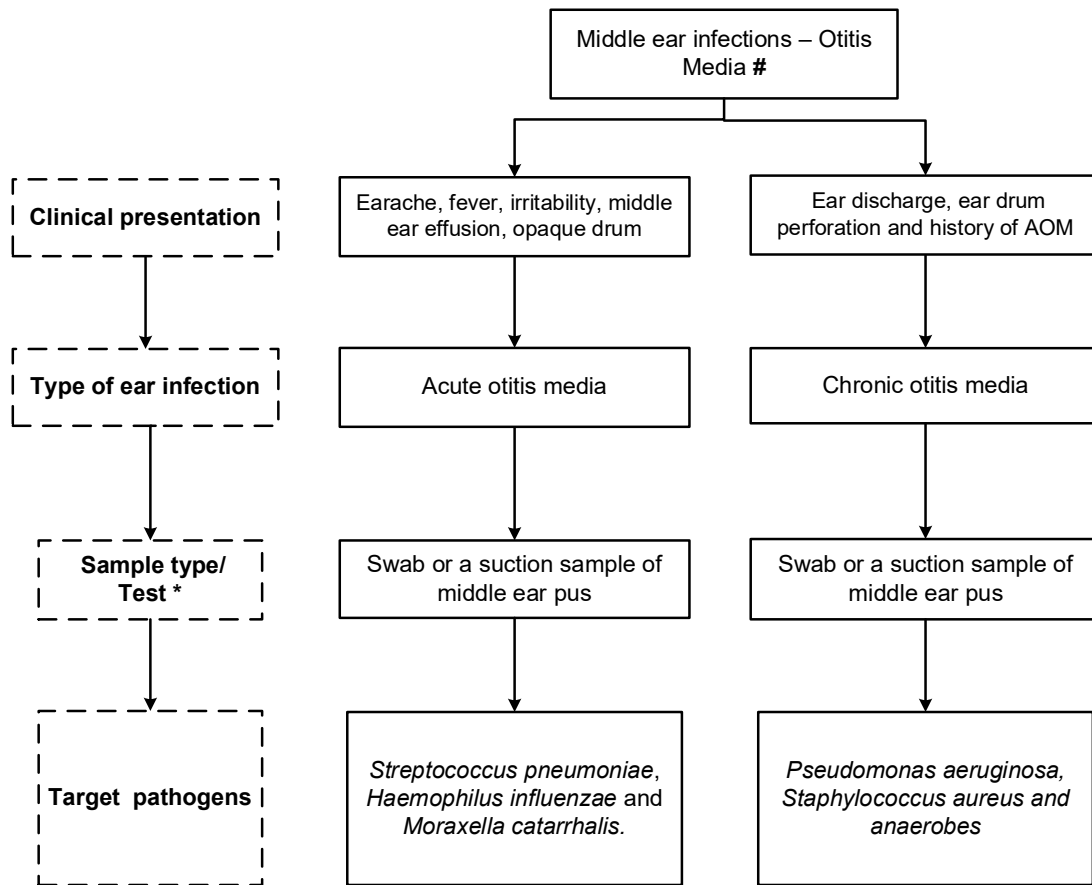 Middle ear infections – Otitis
Media #
Clinical presentation
Earache, fever, irritability, middle
ear effusion, opaque drum
Ear discharge, ear drum
perforation and history of AOM
Type of ear infection
Acute otitis media
Chronic otitis media
Sample type/
Test *
Swab or a suction sample of
middle ear pus
Swab or a suction sample of
middle ear pus
Target pathogens
Streptococcus pneumoniae,
Haemophilus influenzae and
Moraxella catarrhalis.
Pseudomonas aeruginosa,
Staphylococcus aureus and
anaerobes